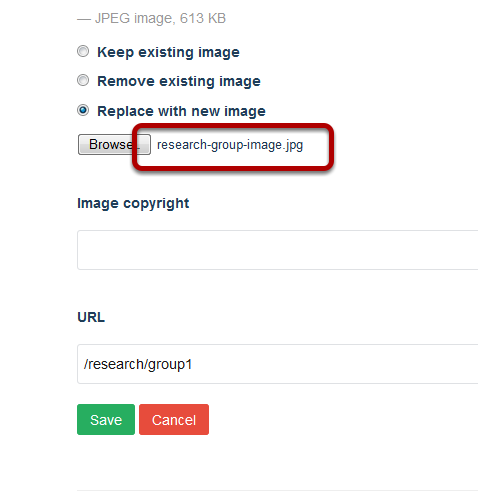 — JPEG image, 613 KB
Keep existing image
Remove existing image
Replace with new image
Browse. research-group-image.jpg
Image copyright
URL
/research/group1
Save Cancel